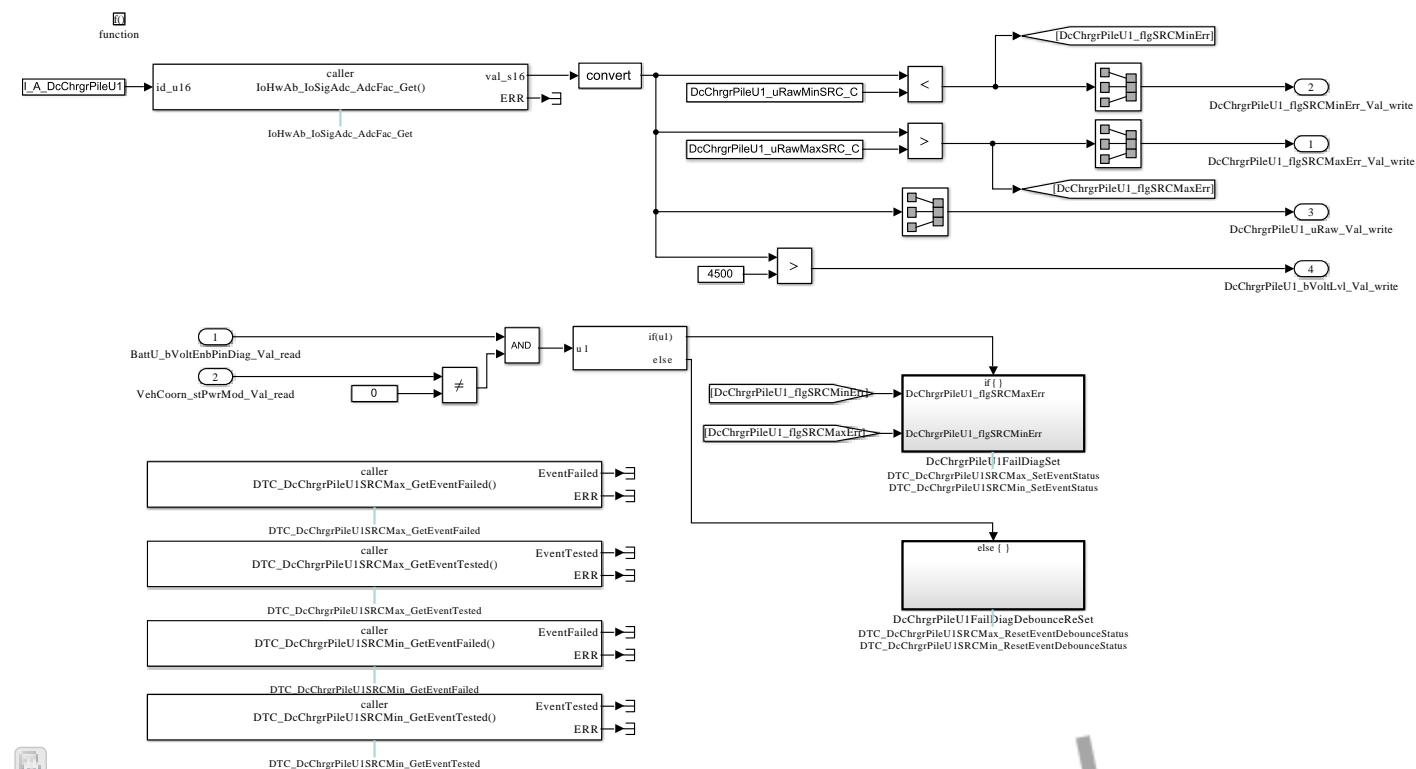 f()
function
I_A_DcChrgrPileU1
id_u16
caller
IoHwAb_IoSigAdc_AdcFac_Get()
val_s16
ERR
IoHwAb_IoSigAdc_AdcFac_Get
convert
DcChrgrPileU1_uRawMinSRC_C
<
[DcChrgrPileU1_flgSRCMinErr]
2
DcChrgrPileU1_flgSRCMinErr_Val_write
DcChrgrPileU1_uRawMaxSRC_C
>
1
DcChrgrPileU1_flgSRCMaxErr_Val_write
[DcChrgrPileU1_flgSRCMaxErr]
3
DcChrgrPileU1_uRaw_Val_write
4500
>
4
DcChrgrPileU1_bVoltLvl_Val_write
1
BattU_bVoltEnbPinDiag_Val_read
2
VehCoorn_stPwrMod_Val_read
0
≠
AND
u1
if(u1)
else
[DcChrgrPileU1_flgSRCMinErr]
[DcChrgrPileU1_flgSRCMaxErr]
if { }
DcChrgrPileU1_flgSRCMaxErr
DcChrgrPileU1_flgSRCMinErr
DcChrgrPileU1FailDiagSet
DTC_DcChrgrPileU1SRCMax_SetEventStatus
DTC_DcChrgrPileU1SRCMin_SetEventStatus
else { }
DcChrgrPileU1FailDiagDebounceReSet
DTC_DcChrgrPileU1SRCMax_ResetEventDebounceStatus
DTC_DcChrgrPileU1SRCMin_ResetEventDebounceStatus
caller
DTC_DcChrgrPileU1SRCMax_GetEventFailed()
EventFailed
ERR
DTC_DcChrgrPileU1SRCMax_GetEventFailed
caller
DTC_DcChrgrPileU1SRCMax_GetEventTested()
EventTested
ERR
DTC_DcChrgrPileU1SRCMax_GetEventTested
caller
DTC_DcChrgrPileU1SRCMin_GetEventFailed()
EventFailed
ERR
DTC_DcChrgrPileU1SRCMin_GetEventFailed
caller
DTC_DcChrgrPileU1SRCMin_GetEventTested()
EventTested
ERR
DTC_DcChrgrPileU1SRCMin_GetEventTested